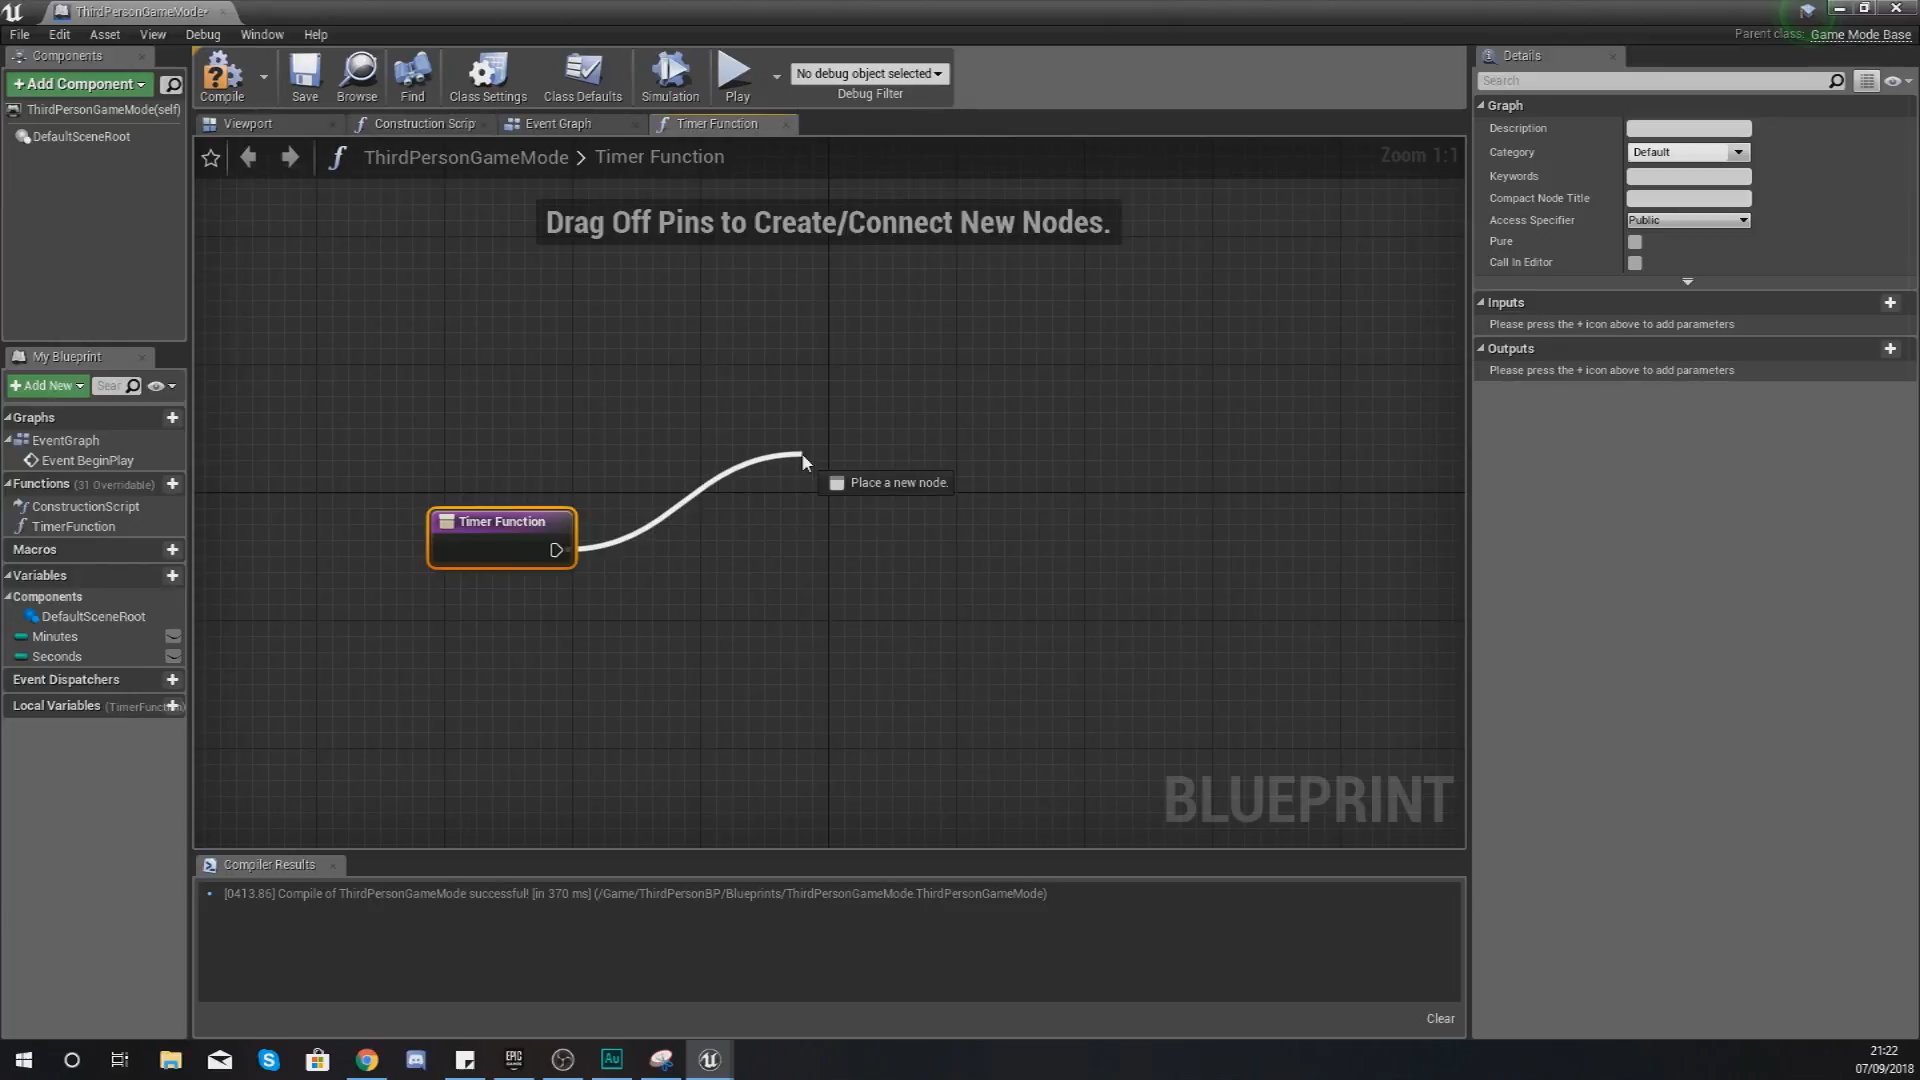 ThirdPersonGameMode*
File Edit Asset View Debug Window Help
Parent class: Game Mode Base
Components
+ Add Component
ThirdPersonGameMode(self)
DefaultSceneRoot
Compile
Save
Browse
Find
Class Settings
Class Defaults
Simulation
Play
No debug object selected
Debug Filter
Viewport
Construction Scrip
Event Graph
Timer Function
ThirdPersonGameMode > Timer Function
Zoom 1:1
Drag Off Pins to Create/Connect New Nodes.
Timer Function
Place a new node.
BLUEPRINT
My Blueprint
+ Add New
Sear
Graphs
EventGraph
Event BeginPlay
Functions (31 Overridable)
ConstructionScript
TimerFunction
Macros
Variables
Components
DefaultSceneRoot
Minutes
Seconds
Event Dispatchers
Local Variables (TimerFunction)
Compiler Results
[0413.86] Compile of ThirdPersonGameMode successful! [in 370 ms] (/Game/ThirdPersonBP/Blueprints/ThirdPersonGameMode.ThirdPersonGameMode)
Clear
Details
Search
Graph
Description
Category Default
Keywords
Compact Node Title
Access Specifier Public
Pure
Call In Editor
Inputs
Please press the + icon above to add parameters
Outputs
Please press the + icon above to add parameters
EPIC
GAMES
Au
21:22
07/09/2018